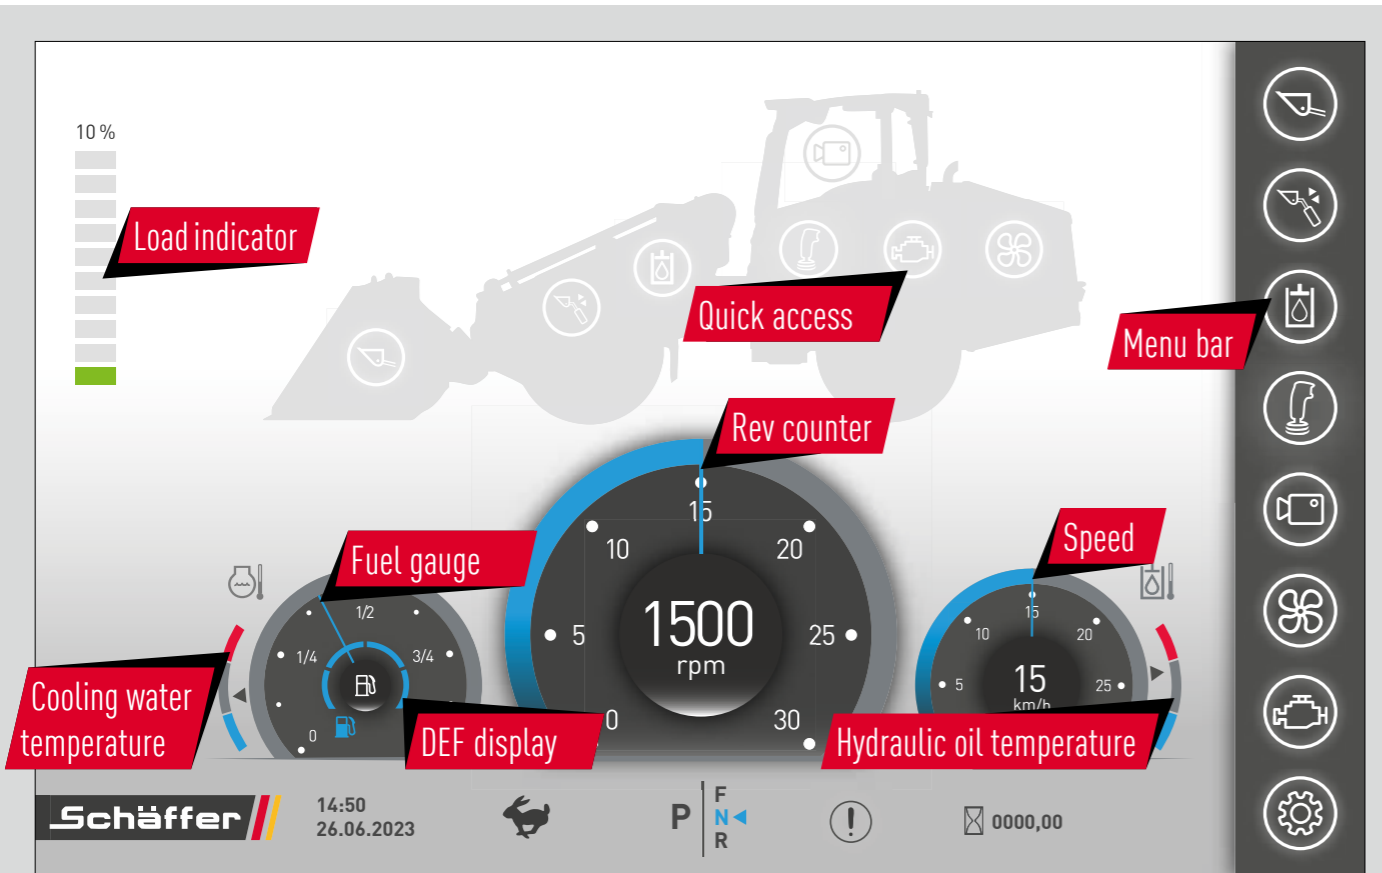 10 %
Load indicator
Quick access
Menu bar
Rev counter
15
10
20
5
25
0
30
1500
rpm
Fuel gauge
1/2
1/4
3/4
0
Speed
15
10
20
5
25
15
km/h
Cooling water
temperature
DEF display
Hydraulic oil temperature
Schäffer
14:50
26.06.2023
P
F
N
R
!
0000,00